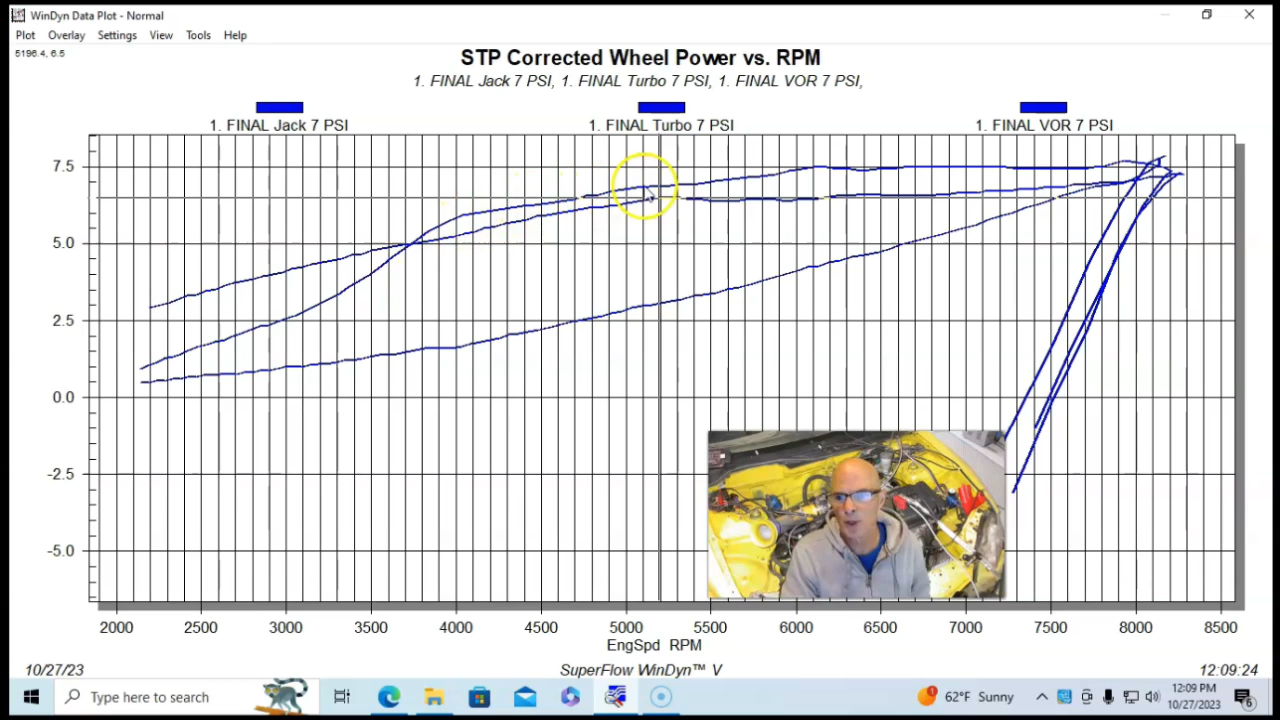 WinDyn Data Plot - Normal
Plot Overlay Settings View Tools Help
5196.4, 6.5
STP Corrected Wheel Power vs. RPM
1. FINAL Jack 7 PSI, 1. FINAL Turbo 7 PSI, 1. FINAL VOR 7 PSI,
1. FINAL Jack 7 PSI 1. FINAL Turbo 7 PSI 1. FINAL VOR 7 PSI
7.5
5.0
2.5
0.0
-2.5
-5.0
2000 2500 3000 3500 4000 4500 5000 5500 6000 6500 7000 7500 8000 8500
EngSpd RPM
10/27/23 SuperFlow WinDyn™ V 12:09:24
Type here to search 1 62°F Sunny 12:09 PM
10/27/2023 6